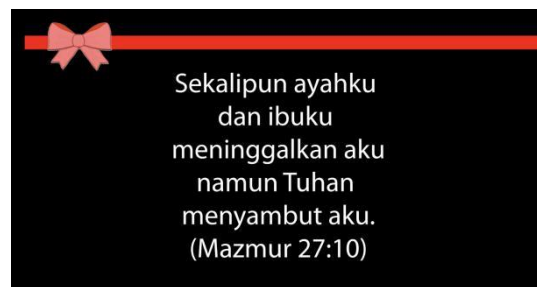 Sekalipun ayahku
dan ibuku
meninggalkan aku
namun Tuhan
menyambut aku.
(Mazmur 27:10)